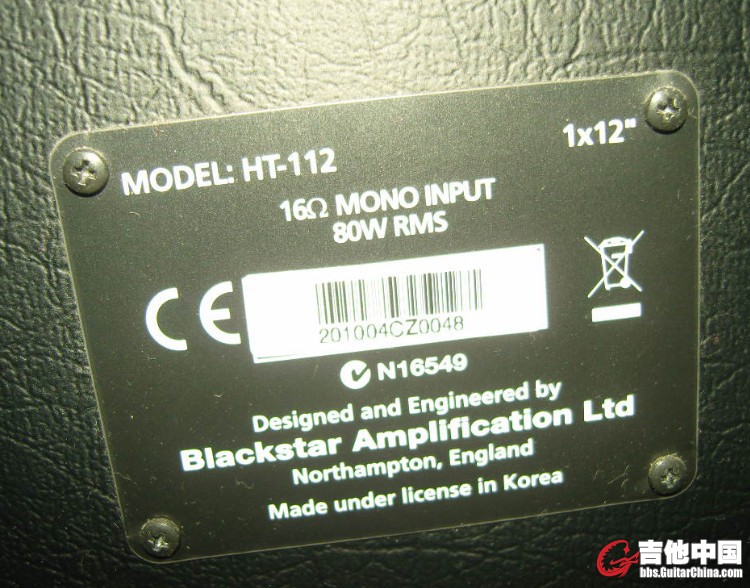 MODEL: HT-112
1x12"
16Ω MONO INPUT
80W RMS
CE
201004CZ0048
N16549
Designed and Engineered by
Blackstar Amplification Ltd
Northampton, England
Made under license in Korea
吉他中国
bbs.GuitarChina.com